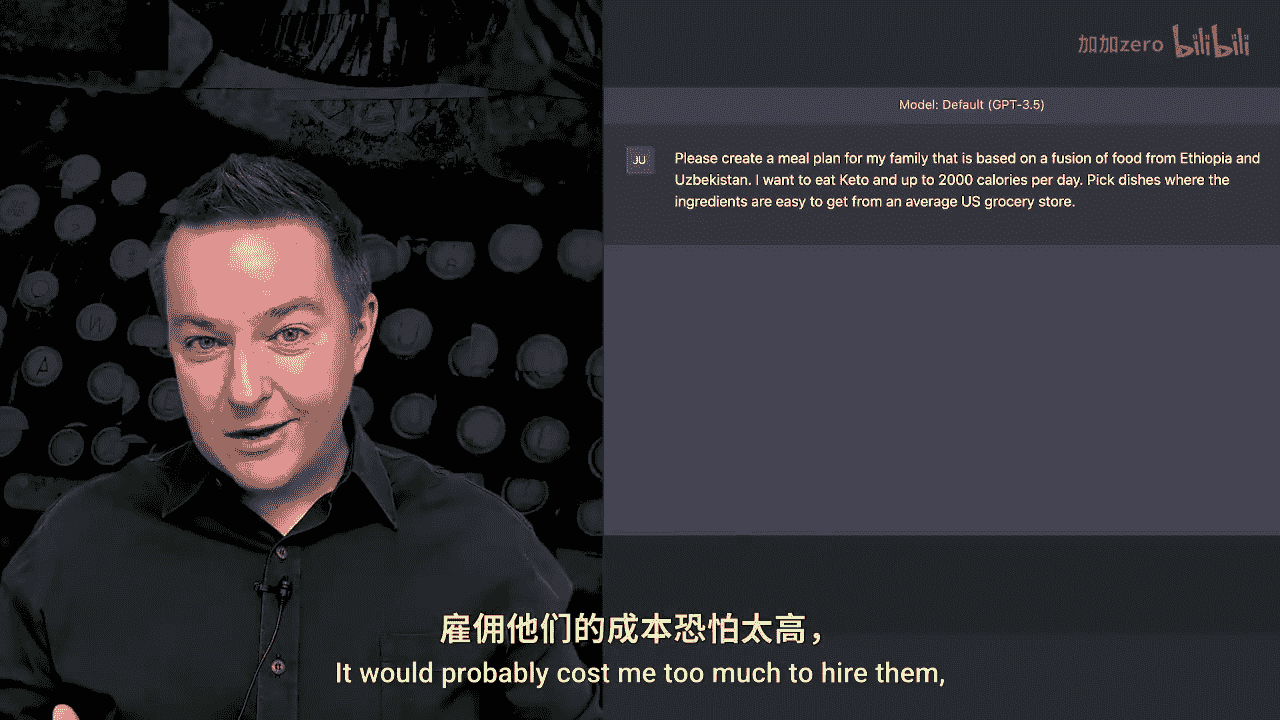 加加zero bilibili
Model: Default (GPT-3.5)
JU
Please create a meal plan for my family that is based on a fusion of food from Ethiopia and
Uzbekistan. I want to eat Keto and up to 2000 calories per day. Pick dishes where the
ingredients are easy to get from an average US grocery store.
雇佣他们的成本恐怕太高，
It would probably cost me too much to hire them,